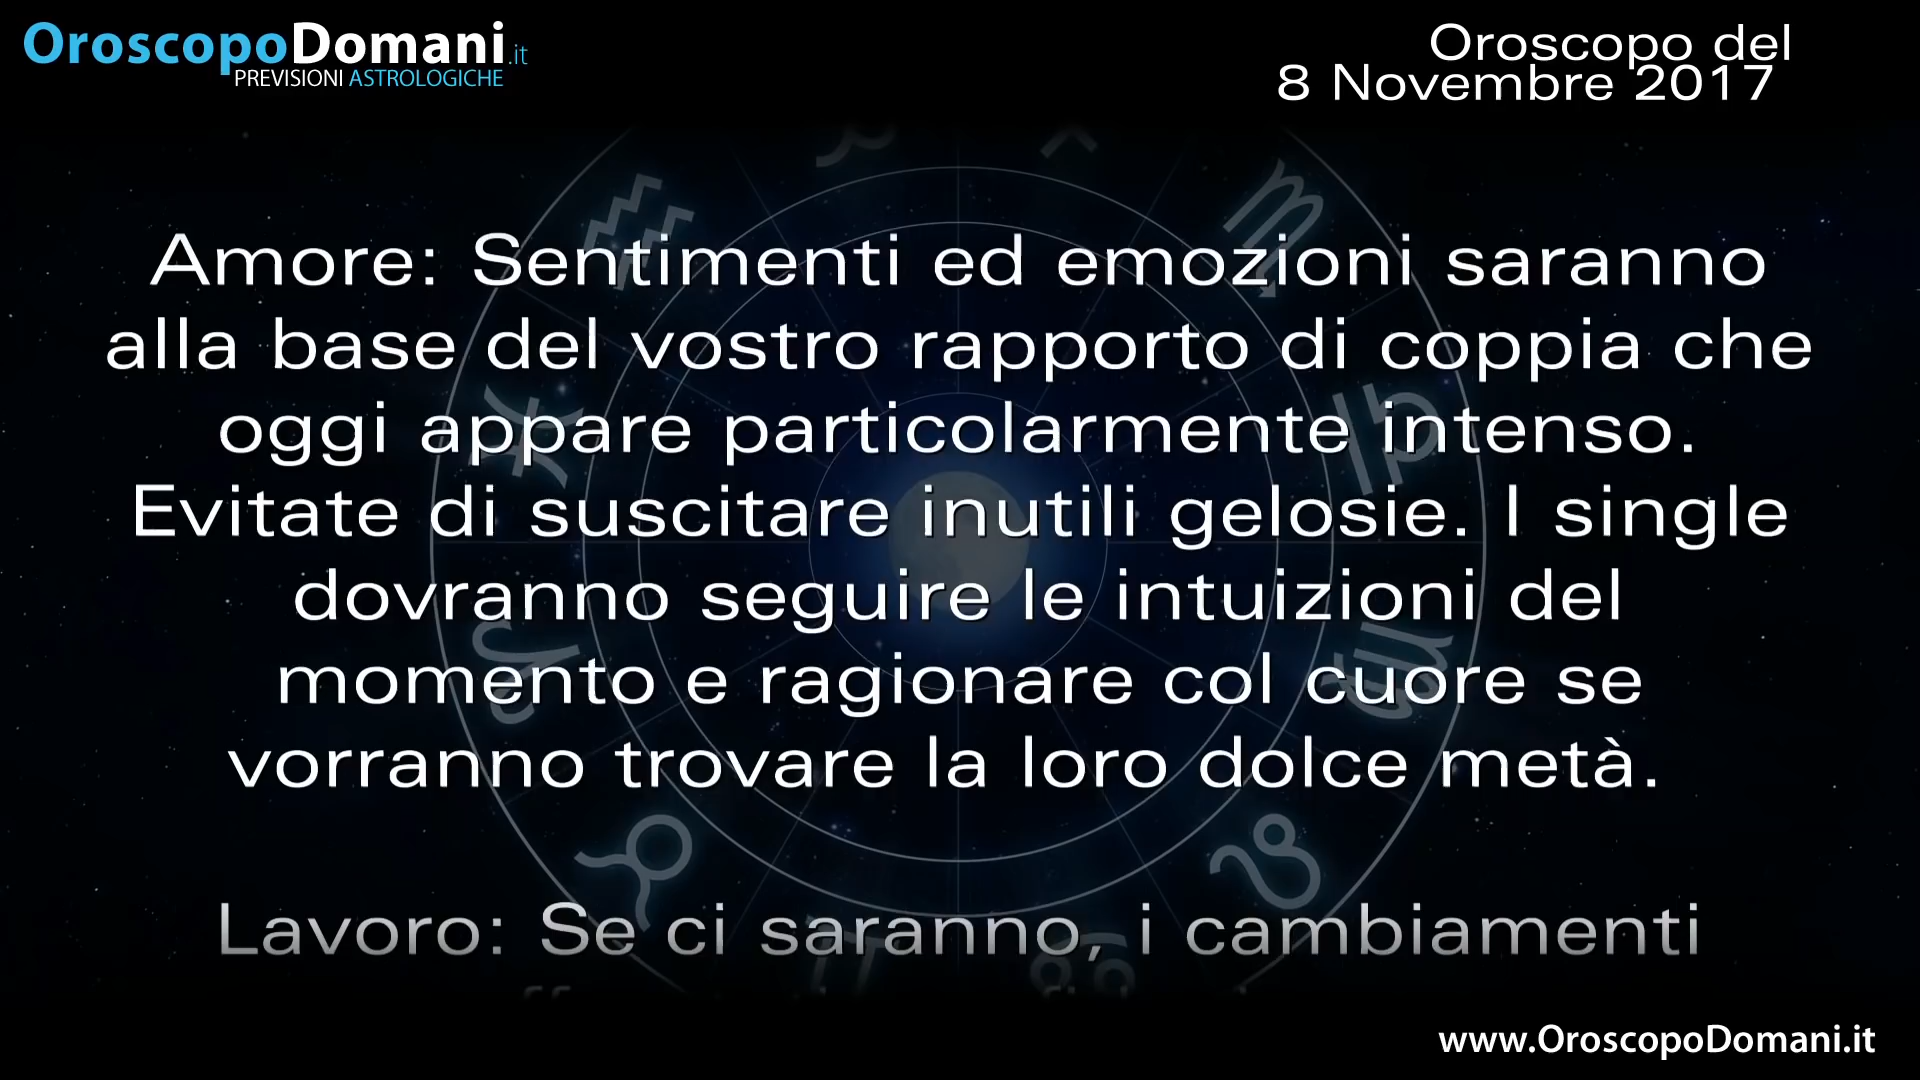 OroscopoDomani.it
PREVISIONI ASTROLOGICHE
Oroscopo del
8 Novembre 2017
Amore: Sentimenti ed emozioni saranno
alla base del vostro rapporto di coppia che
oggi appare particolarmente intenso.
Evitate di suscitare inutili gelosie. I single
dovranno seguire le intuizioni del
momento e ragionare col cuore se
vorranno trovare la loro dolce metà.
Lavoro: Se ci saranno, i cambiamenti
www.OroscopoDomani.it